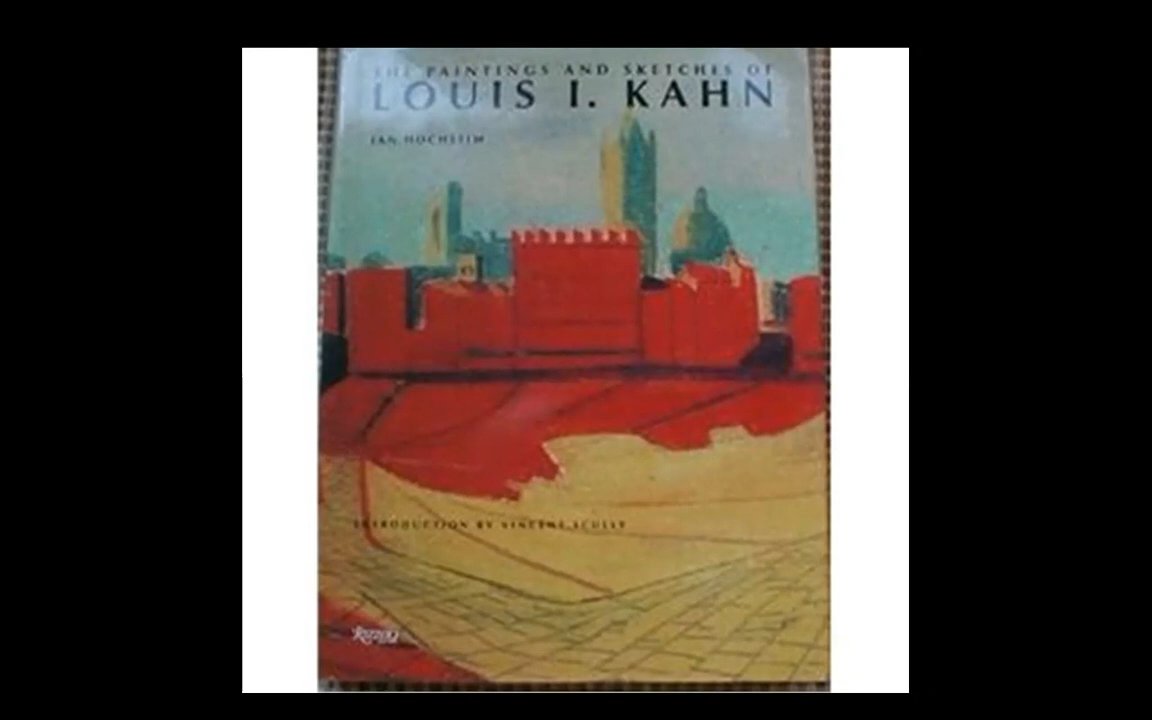 THE PAINTINGS AND SKETCHES OF
LOUIS I. KAHN
JAN HOCHSTIM
INTRODUCTION BY VINCENT SCULLY
Rizzoli